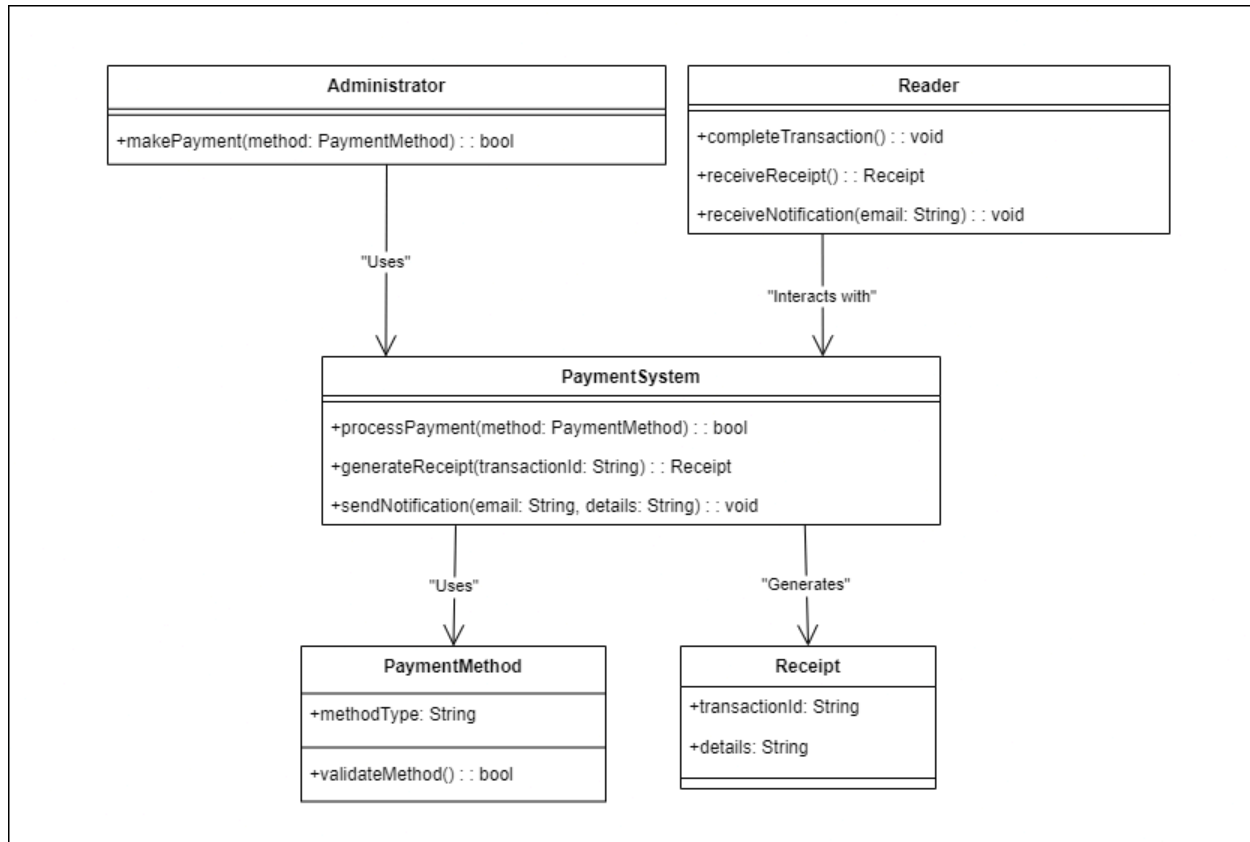 Administrator
+makePayment(method: PaymentMethod) : : bool
Reader
+completeTransaction() : : void
+receiveReceipt() : : Receipt
+receiveNotification(email: String) : : void
"Uses"
"Interacts with"
PaymentSystem
+processPayment(method: PaymentMethod) : : bool
+generateReceipt(transactionId: String) : : Receipt
+sendNotification(email: String, details: String) : : void
"Uses"
"Generates"
PaymentMethod
+methodType: String
+validateMethod() : : bool
Receipt
+transactionId: String
+details: String